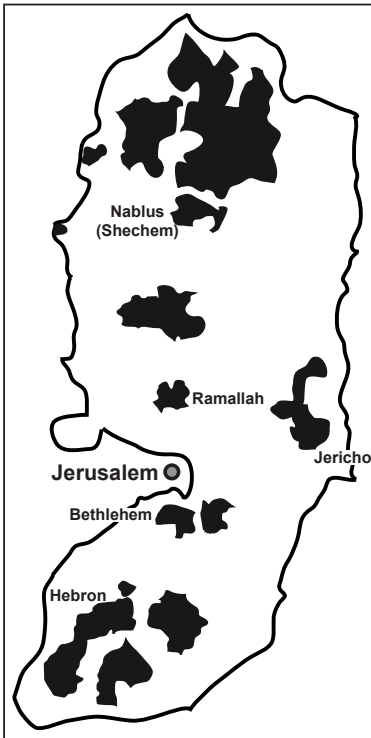 Nablus
(Shechem)
Ramallah
Jericho
Jerusalem
Bethlehem
Hebron